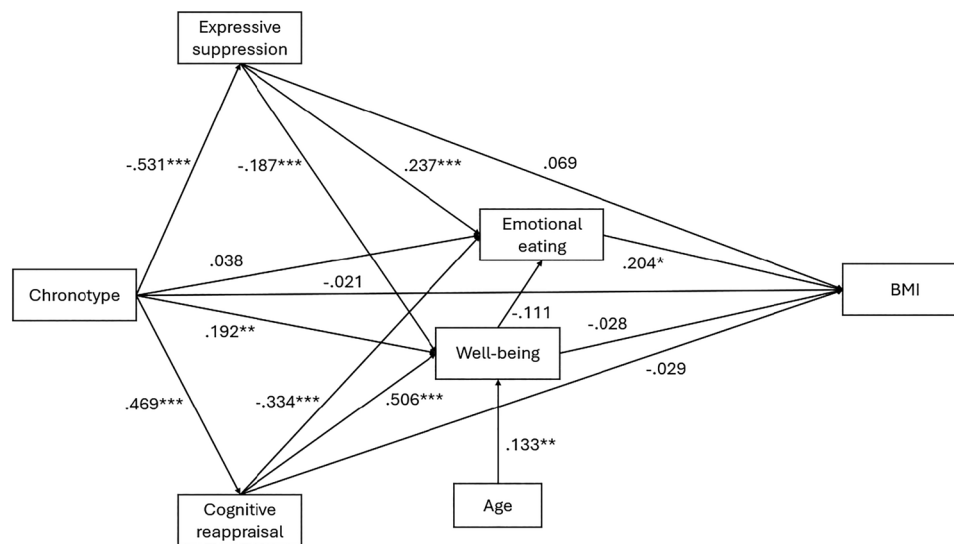 Expressive
suppression
-.531***
-.187***
.237***
.069
Emotional
eating
.038
-.021
.204*
Chronotype
BMI
.192**
-.111
-.028
Well-being
-.029
.469***
-.334***
.506***
.133**
Cognitive
reappraisal
Age